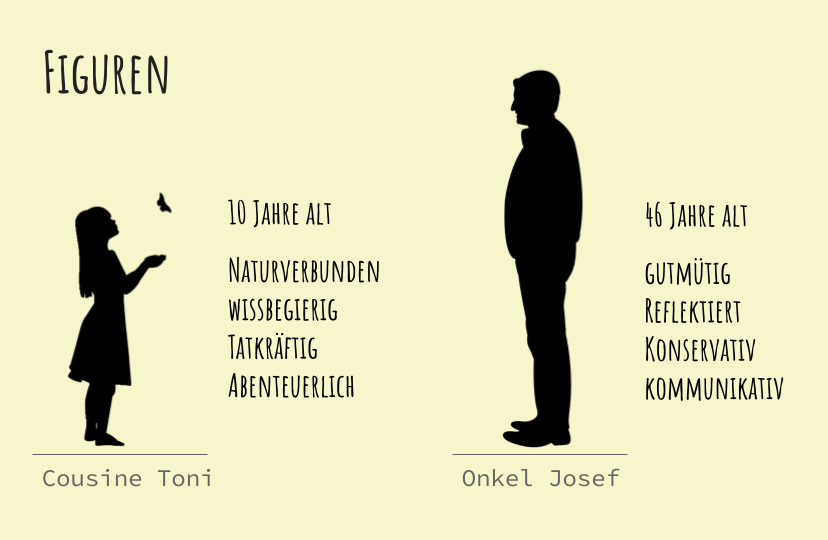 Figuren
10 Jahre alt
Naturverbunden
wissbegierig
Tatkräftig
Abenteuerlich
Cousine Toni
46 Jahre alt
gutmütig
Reflektiert
Konservativ
kommunikativ
Onkel Josef